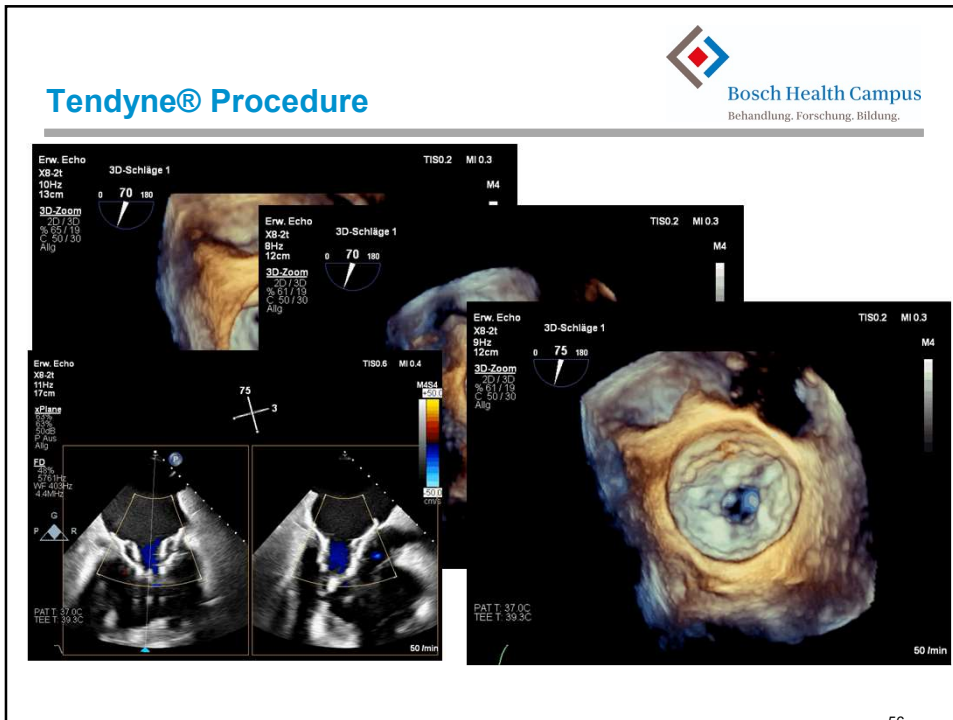 Tendyne® Procedure
Bosch Health Campus
Behandlung. Forschung. Bildung.
Erw. Echo
X8-2t
10Hz
13cm
3D-Schläge 1
0 70 180
TIS0.2 MI 0.3
M4
3D-Zoom
2D / 3D
% 65 / 19
C 50 / 30
Allg
Erw. Echo
X8-2t
8Hz
12cm
3D-Schläge 1
0 70 180
TIS0.2 MI 0.3
M4
3D-Zoom
2D / 3D
% 61 / 19
C 50 / 30
Allg
Erw. Echo
X8-2t
9Hz
12cm
3D-Schläge 1
0 75 180
TIS0.2 MI 0.3
M4
3D-Zoom
2D / 3D
% 61 / 19
C 50 / 30
Allg
PAT T: 37.0C
TEE T: 39.3C
50 /min
Erw. Echo
X8-2t
11Hz
17cm
TIS0.6 MI 0.4
75
3
M4S4
+50.0
-50.0
cm/s
xPlane
63%
63%
50dB
P Aus
Allg
FD
48%
5761Hz
WF 403Hz
4.4MHz
G
P R
P
PAT T: 37.0C
TEE T: 39.3C
50 /min